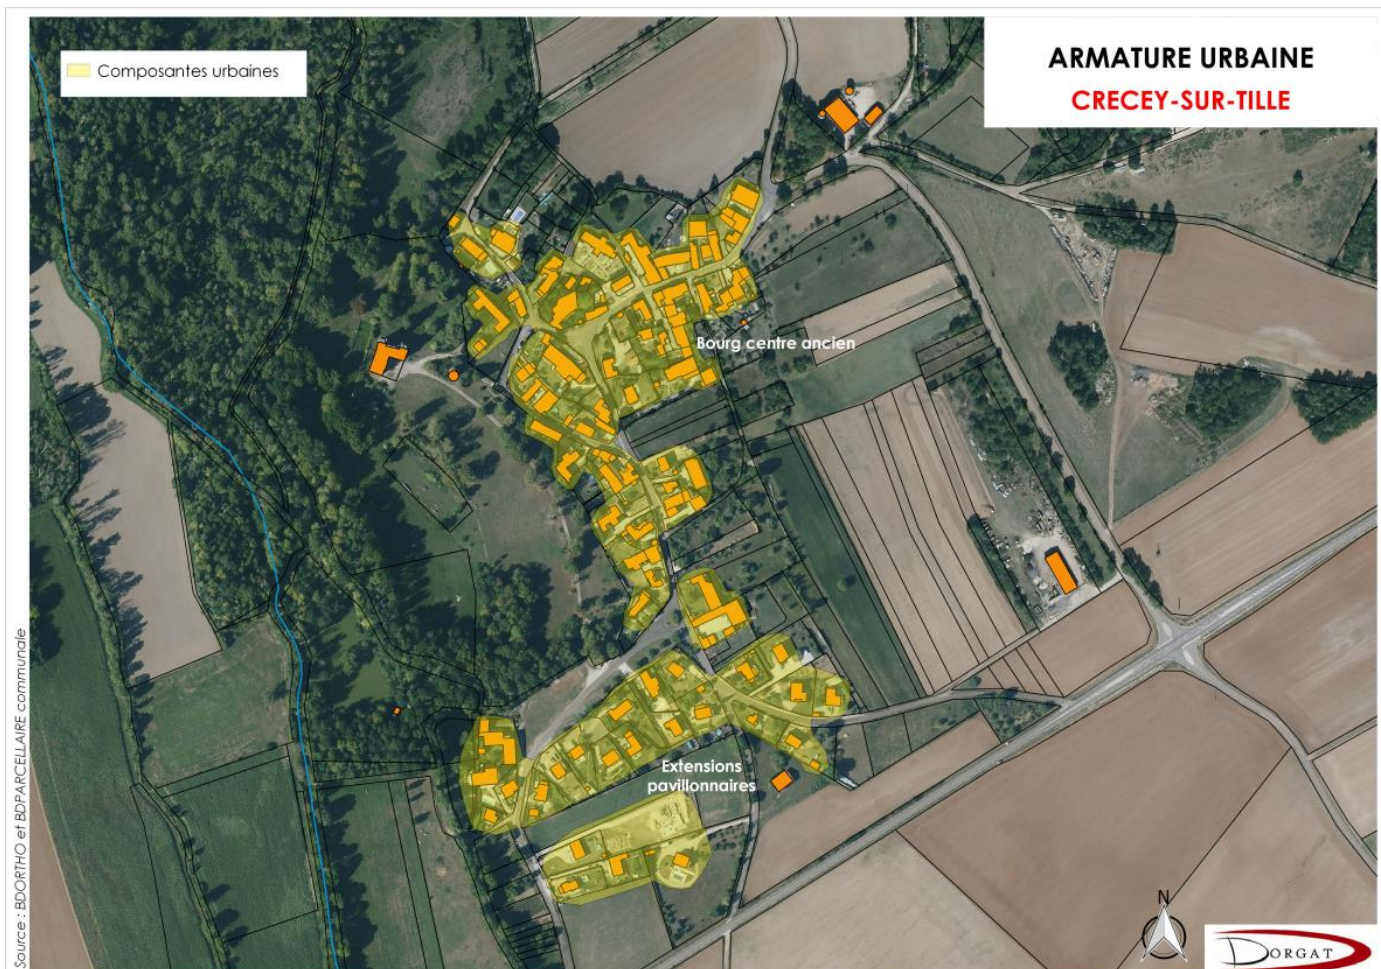 Composantes urbaines
ARMATURE URBAINE
CRECEY-SUR-TILLE
Bourg centre ancien
Extensions
pavillonnaires
Source : BDORTHO et BDPARCELLAIRE communale
N
DORGAT